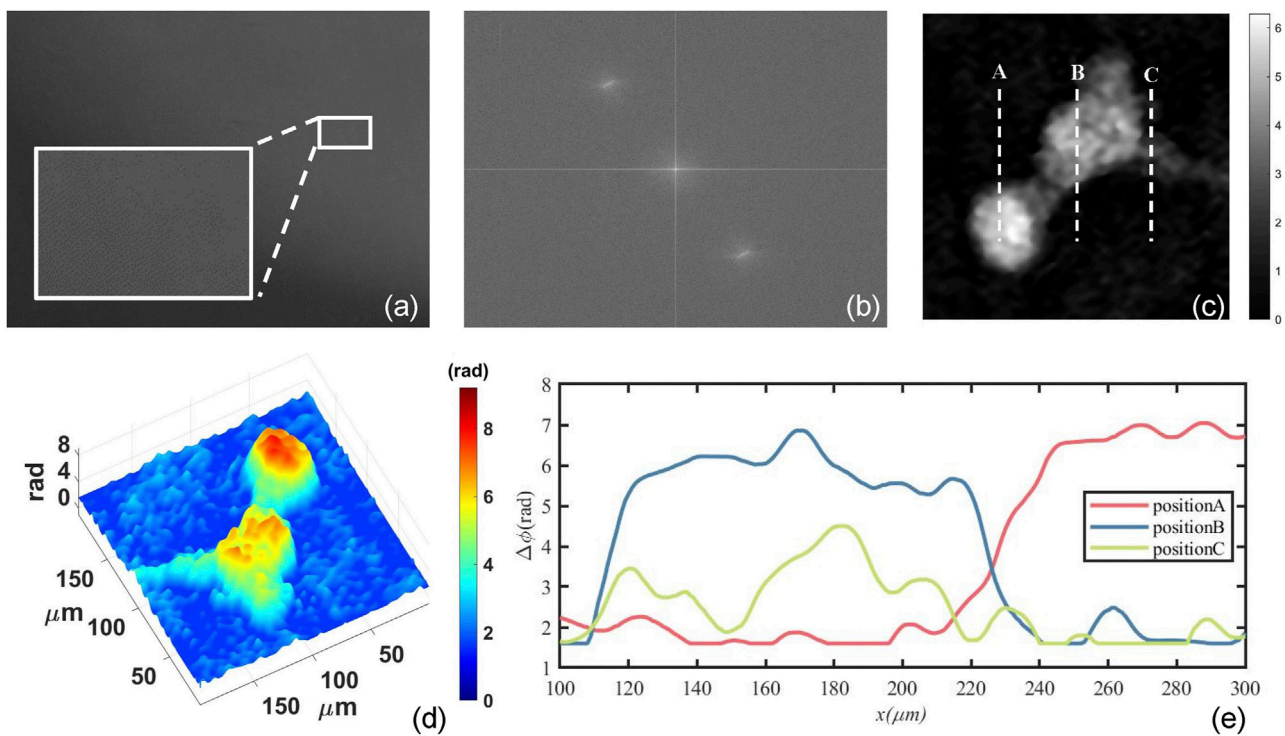 (a)
(b)
A
B
C
(c)
6
5
4
3
2
1
0
(rad)
8
6
4
2
0
rad
8
4
0
150
100
50
μm
150
100
50
μm
(d)
Δϕ(rad)
8
7
6
5
4
3
2
1
100
120
140
160
180
200
220
240
260
280
300
x(μm)
positionA
positionB
positionC
(e)